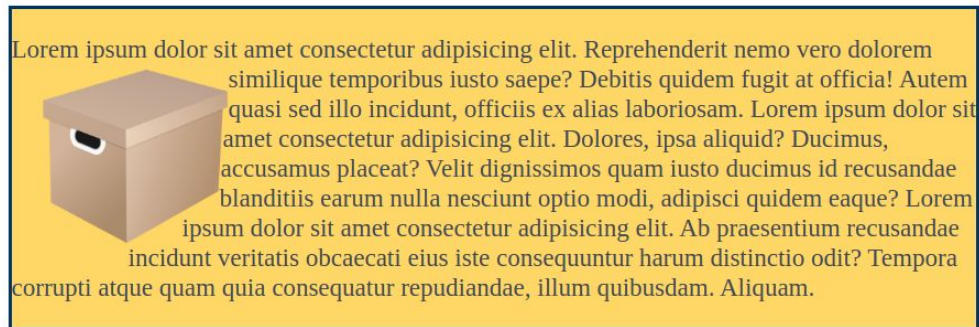 Lorem ipsum dolor sit amet consectetur adipisicing elit. Reprehenderit nemo vero dolorem
similique temporibus iusto saepe? Debitis quidem fugit at officia! Autem
quasi sed illo incidunt, officiis ex alias laboriosam. Lorem ipsum dolor sit
amet consectetur adipisicing elit. Dolores, ipsa aliquid? Ducimus,
accusamus placeat? Velit dignissimos quam iusto ducimus id recusandae
blanditiis earum nulla nesciunt optio modi, adipisci quidem eaque? Lorem
ipsum dolor sit amet consectetur adipisicing elit. Ab praesentium recusandae
incidunt veritatis obcaecati eius iste consequuntur harum distinctio odit? Tempora
corrupti atque quam quia consequatur repudiandae, illum quibusdam. Aliquam.